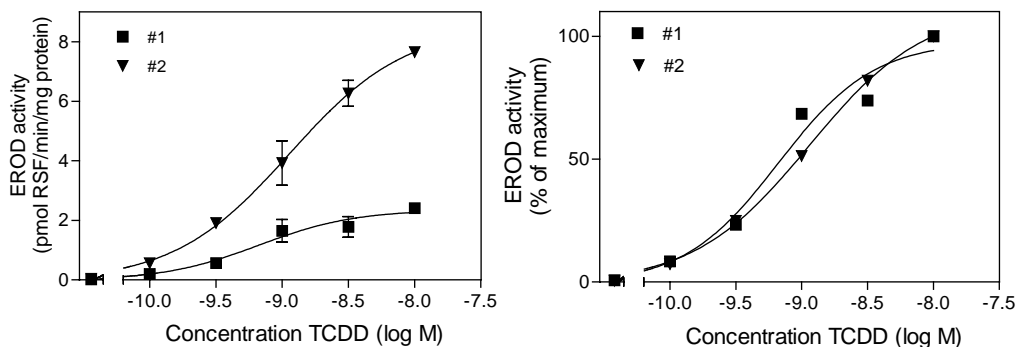 EROD activity
(pmol RSF/min/mg protein)
8
6
4
2
0
#1
#2
-10.0 -9.5 -9.0 -8.5 -8.0 -7.5
Concentration TCDD (log M)
EROD activity
(% of maximum)
100
50
0
#1
#2
-10.0 -9.5 -9.0 -8.5 -8.0 -7.5
Concentration TCDD (log M)